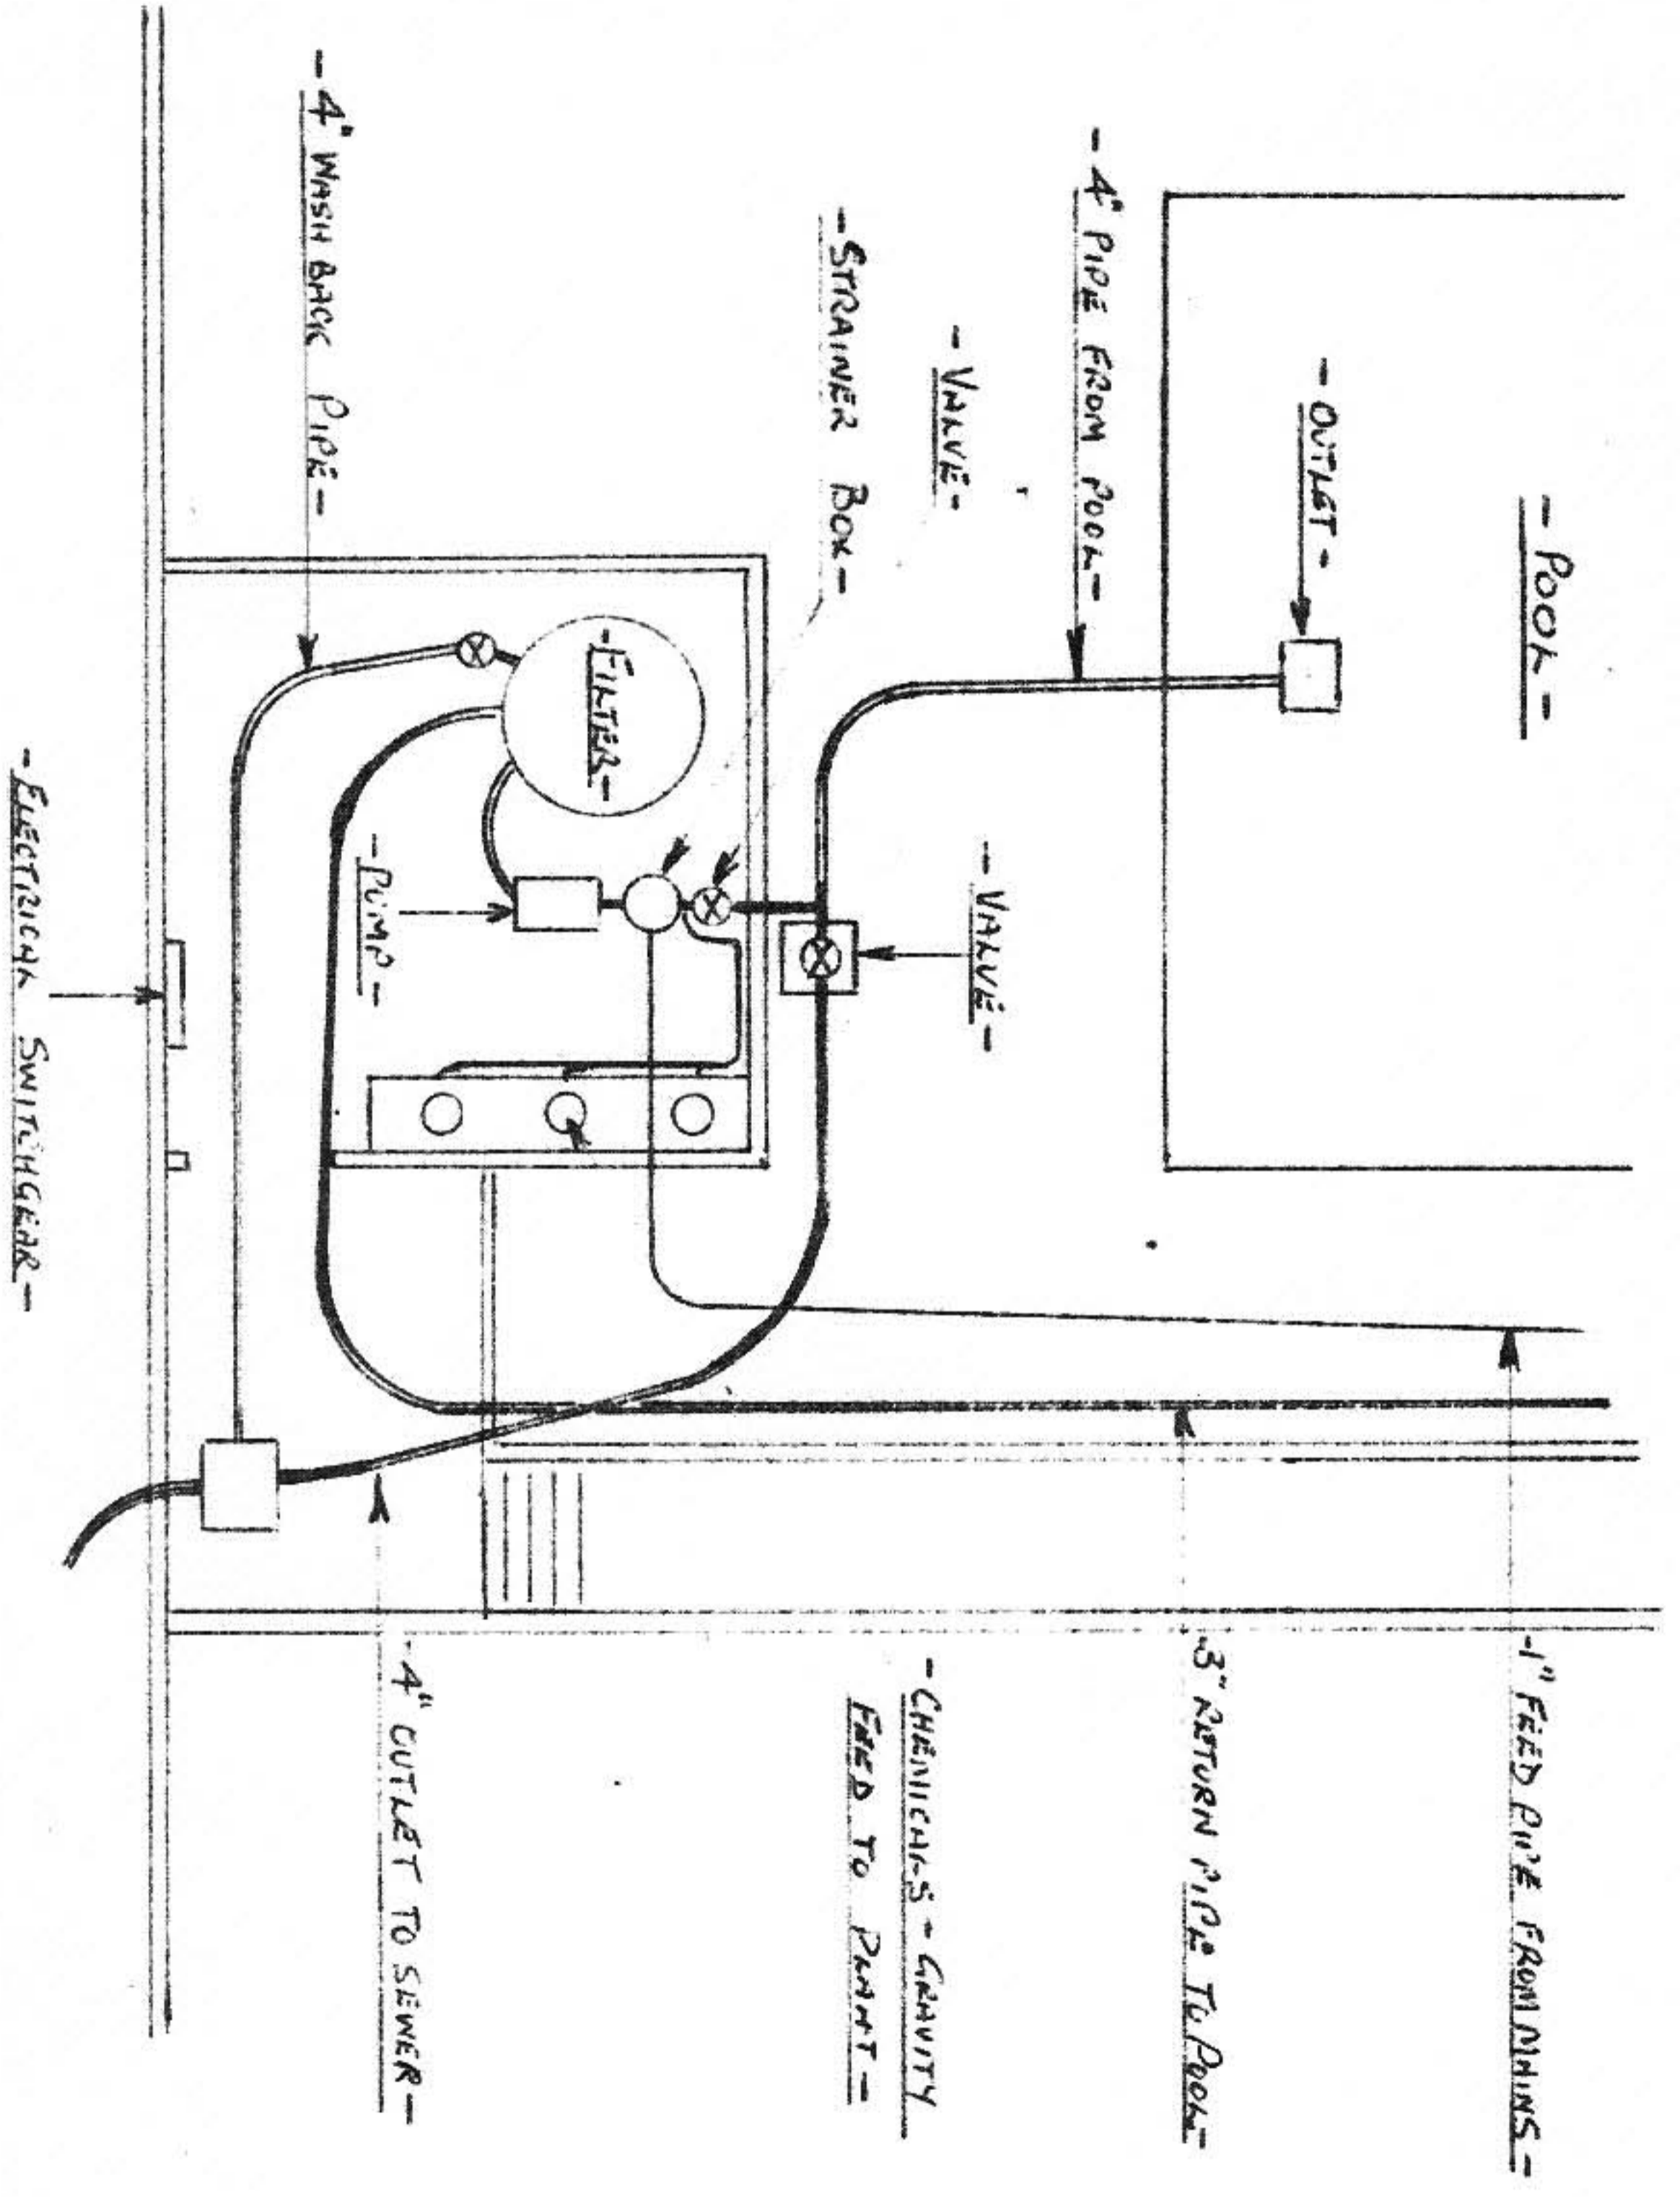 - POOL -
- OUTLET -
- 4" PIPE FROM POOL -
- VALVE -
- STRAINER BOX -
- VALVE -
- 4" WASH BACK PIPE -
- FILTER -
- PUMP -
- ELECTRICAL SWITCHGEAR -
- 1" FEED PIPE FROM MAINS -
- 3" RETURN PIPE TO POOL -
- CHEMICALS - GRAVITY
FEED TO PLANT -
- 4" OUTLET TO SEWER -